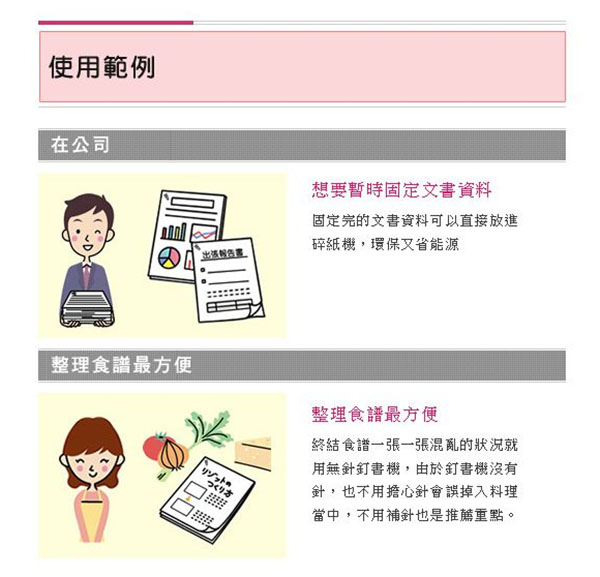 使用範例
在公司
想要暫時固定文書資料
固定完的文書資料可以直接放進
碎紙機，環保又省能源
出張報告書
整理食譜最方便
整理食譜最方便
終結食譜一張一張混亂的狀況就
用無針釘書機，由於釘書機沒有
針，也不用擔心針會誤掉入料理
當中，不用補針也是推薦重點。
リゾットの
つくり方